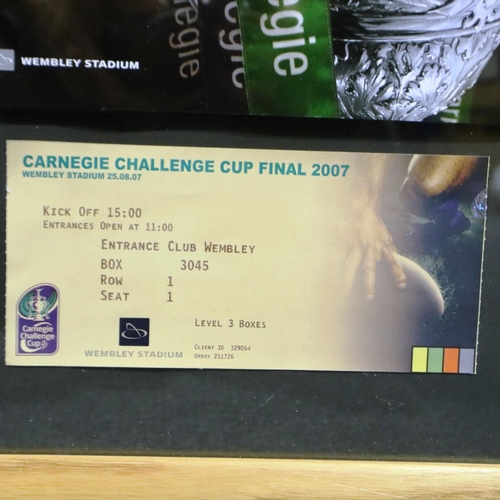 WEMBLEY STADIUM
egie
egie
egie
CARNEGIE CHALLENGE CUP FINAL 2007
WEMBLEY STADIUM 25.08.07
KICK OFF 15:00
ENTRANCES OPEN AT 11:00
ENTRANCE CLUB WEMBLEY
BOX 3045
ROW 1
SEAT 1
LEVEL 3 BOXES
Carnegie
Challenge
Cup
WEMBLEY STADIUM
CLIENT ID 329264
ORDER 251726